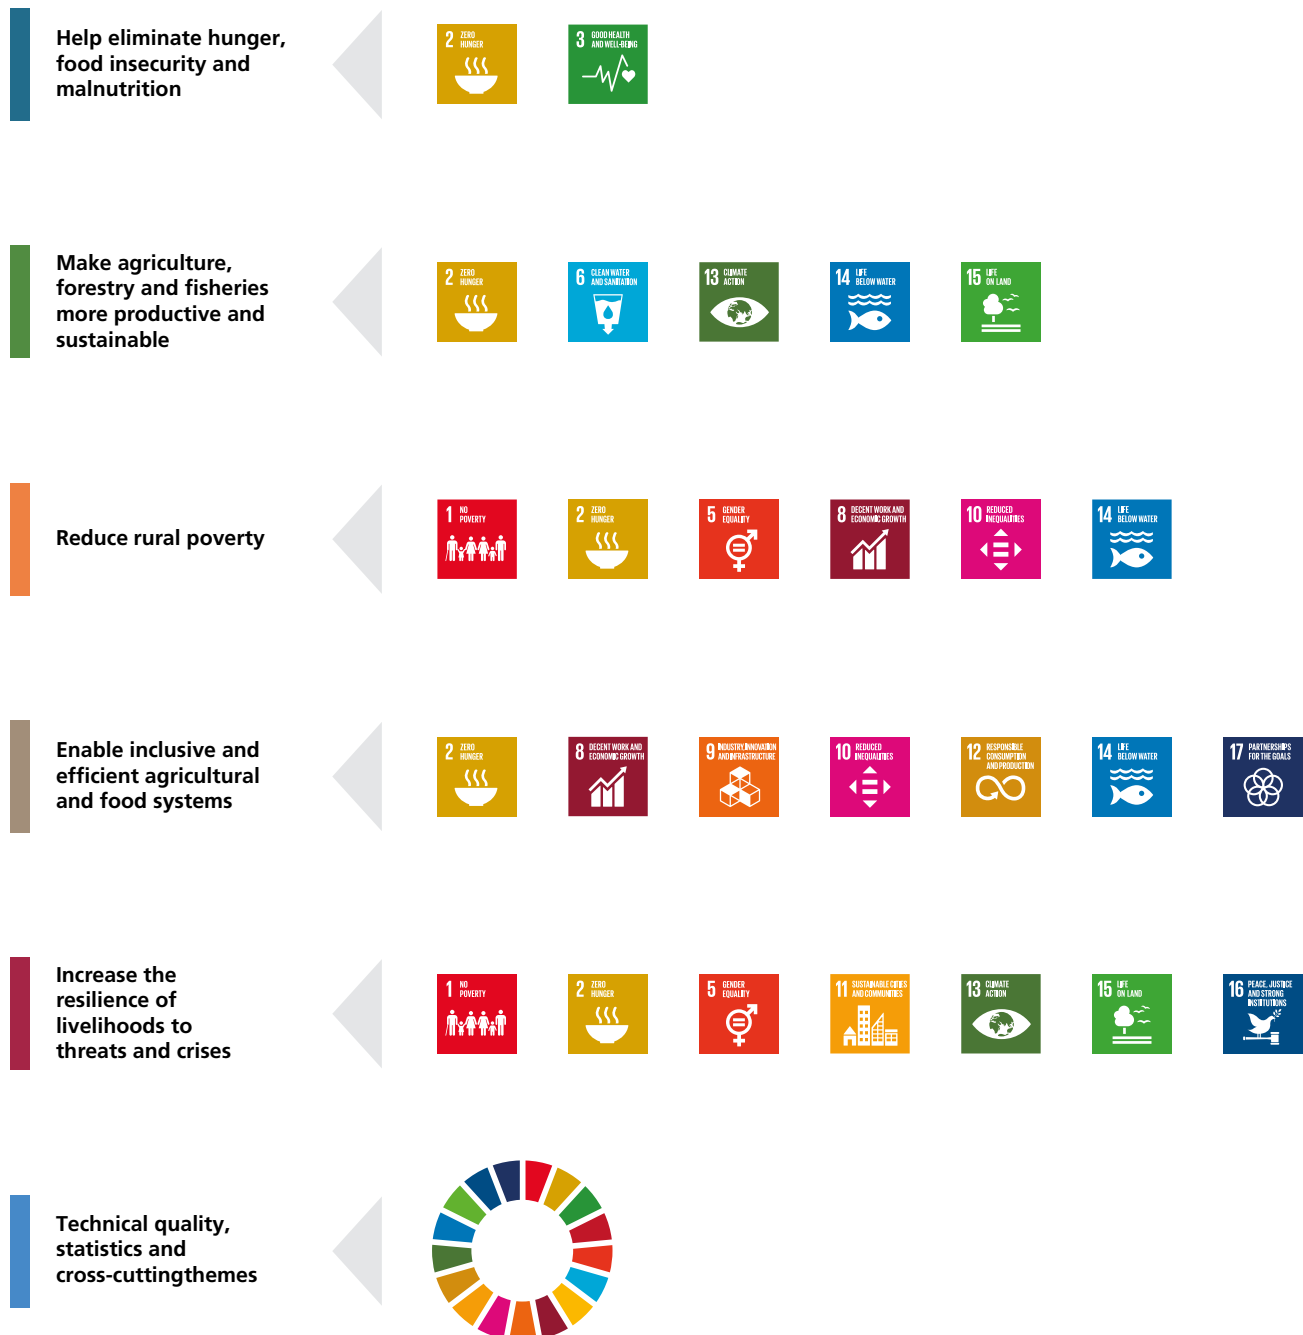 Help eliminate hunger,
food insecurity and
malnutrition
2 ZERO
HUNGER
3 GOOD HEALTH
AND WELL-BEING
Make agriculture,
forestry and fisheries
more productive and
sustainable
2 ZERO
HUNGER
6 CLEAN WATER
AND SANITATION
13 CLIMATE
ACTION
14 LIFE
BELOW WATER
15 LIFE
ON LAND
Reduce rural poverty
1 NO
POVERTY
2 ZERO
HUNGER
5 GENDER
EQUALITY
8 DECENT WORK AND
ECONOMIC GROWTH
10 REDUCED
INEQUALITIES
14 LIFE
BELOW WATER
Enable inclusive and
efficient agricultural
and food systems
2 ZERO
HUNGER
8 DECENT WORK AND
ECONOMIC GROWTH
9 INDUSTRY, INNOVATION
AND INFRASTRUCTURE
10 REDUCED
INEQUALITIES
12 RESPONSIBLE
CONSUMPTION
AND PRODUCTION
14 LIFE
BELOW WATER
17 PARTNERSHIPS
FOR THE GOALS
Increase the
resilience of
livelihoods to
threats and crises
1 NO
POVERTY
2 ZERO
HUNGER
5 GENDER
EQUALITY
11 SUSTAINABLE CITIES
AND COMMUNITIES
13 CLIMATE
ACTION
15 LIFE
ON LAND
16 PEACE, JUSTICE
AND STRONG
INSTITUTIONS
Technical quality,
statistics and
cross-cuttingthemes